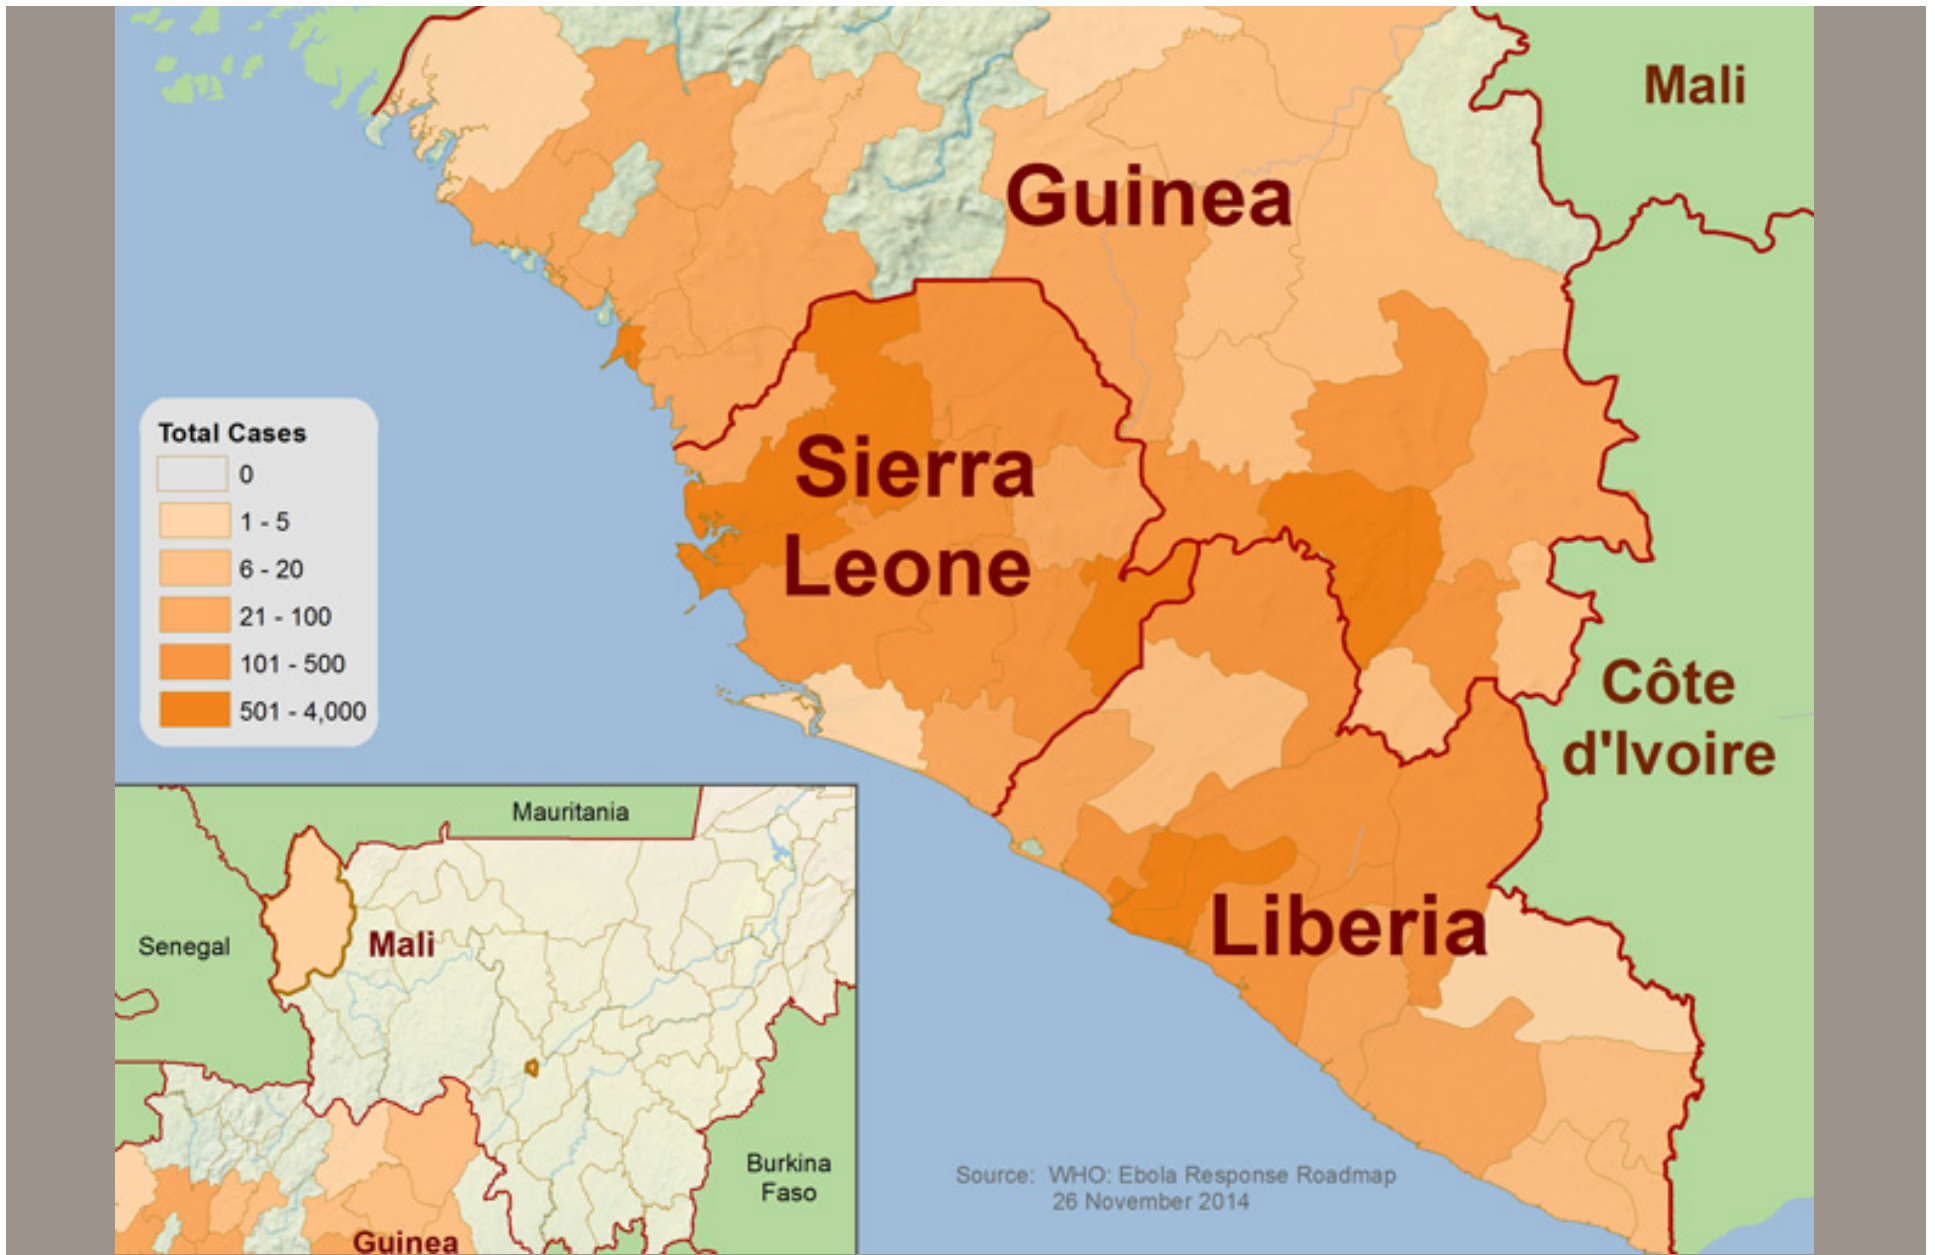 Mali
Guinea
Total Cases
0
1 - 5
6 - 20
21 - 100
101 - 500
501 - 4,000
Sierra
Leone
Côte
d'Ivoire
Mauritania
Senegal
Mali
Liberia
Burkina
Faso
Guinea
Source: WHO: Ebola Response Roadmap
26 November 2014